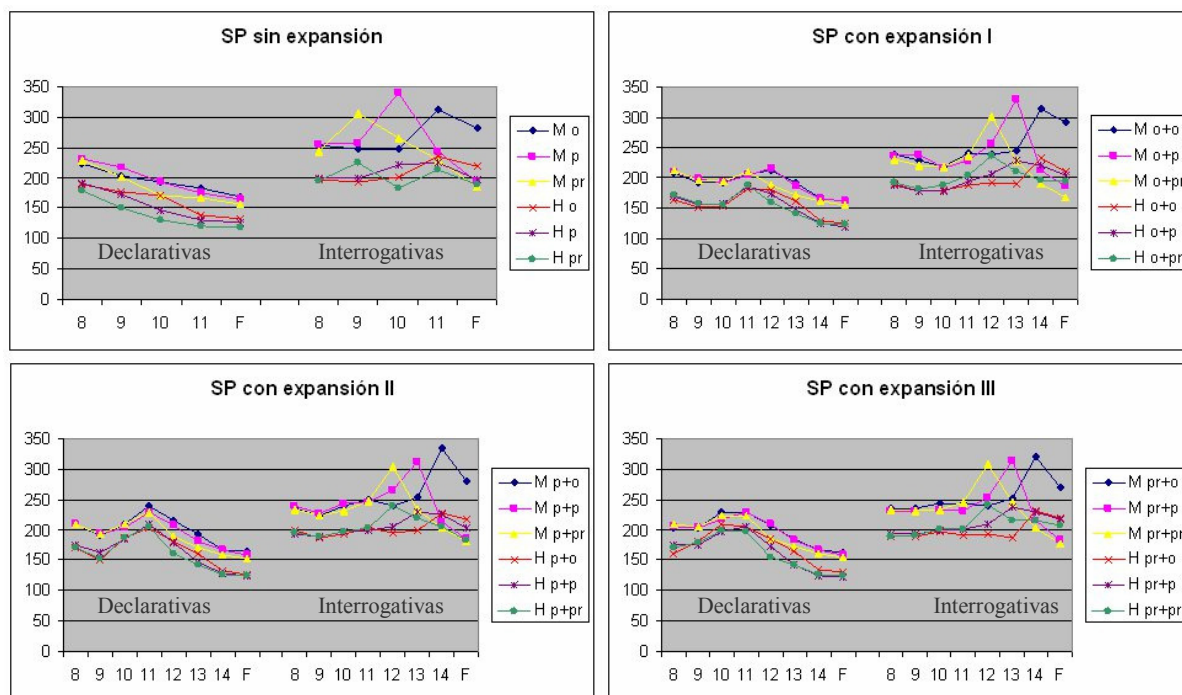 SP sin expansión
350
300
250
200
150
100
50
0
Declarativas
Interrogativas
8 9 10 11 F 8 9 10 11 F
M o
M p
M pr
H o
H p
H pr
SP con expansión I
350
300
250
200
150
100
50
0
Declarativas
Interrogativas
8 9 10 11 12 13 14 F 8 9 10 11 12 13 14 F
M o+o
M o+p
M o+pr
H o+o
H o+p
H o+pr
SP con expansión II
350
300
250
200
150
100
50
0
Declarativas
Interrogativas
8 9 10 11 12 13 14 F 8 9 10 11 12 13 14 F
M p+o
M p+p
M p+pr
H p+o
H p+p
H p+pr
SP con expansión III
350
300
250
200
150
100
50
0
Declarativas
Interrogativas
8 9 10 11 12 13 14 F 8 9 10 11 12 13 14 F
M pr+o
M pr+p
M pr+pr
H pr+o
H pr+p
H pr+pr